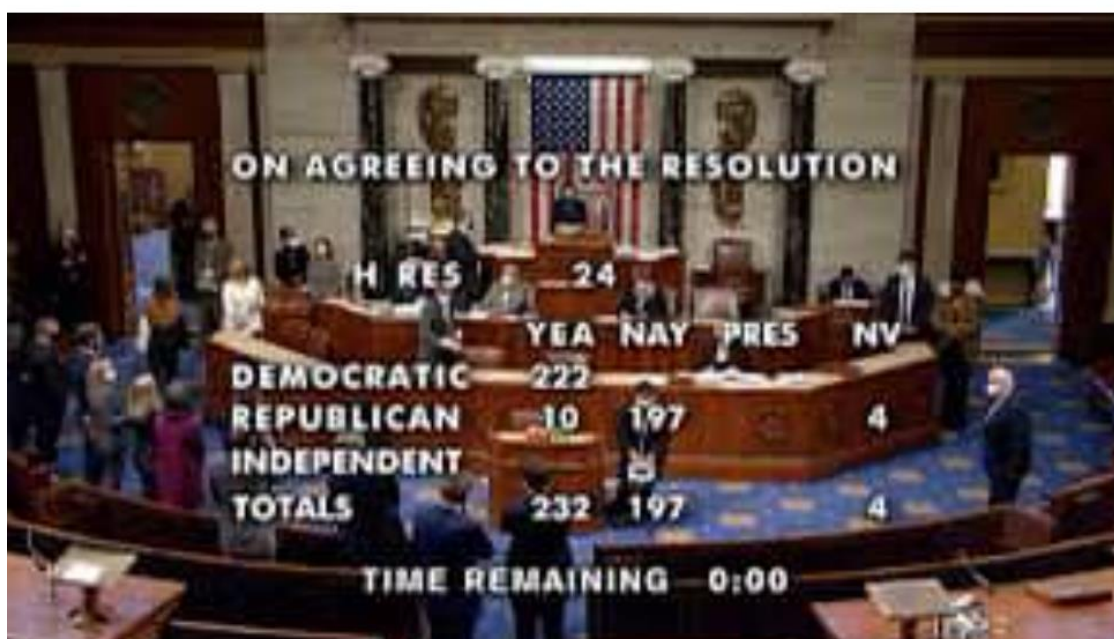 ON AGREEING TO THE RESOLUTION
H RES 24
YEA NAY PRES NV
DEMOCRATIC 222
REPUBLICAN 10 197 4
INDEPENDENT
TOTALS 232 197 4
TIME REMAINING 0:00